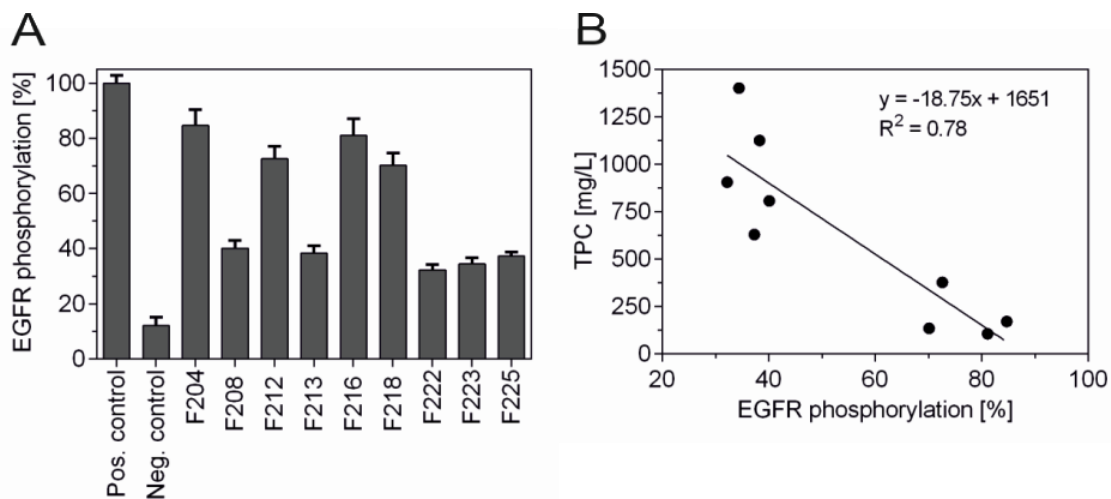 A
EGFR phosphorylation [%]
100
80
60
40
20
0
Pos. control
Neg. control
F204
F208
F212
F213
F216
F218
F222
F223
F225
B
TPC [mg/L]
1500
1250
1000
750
500
250
0
y = -18.75x + 1651
R² = 0.78
20 40 60 80 100
EGFR phosphorylation [%]